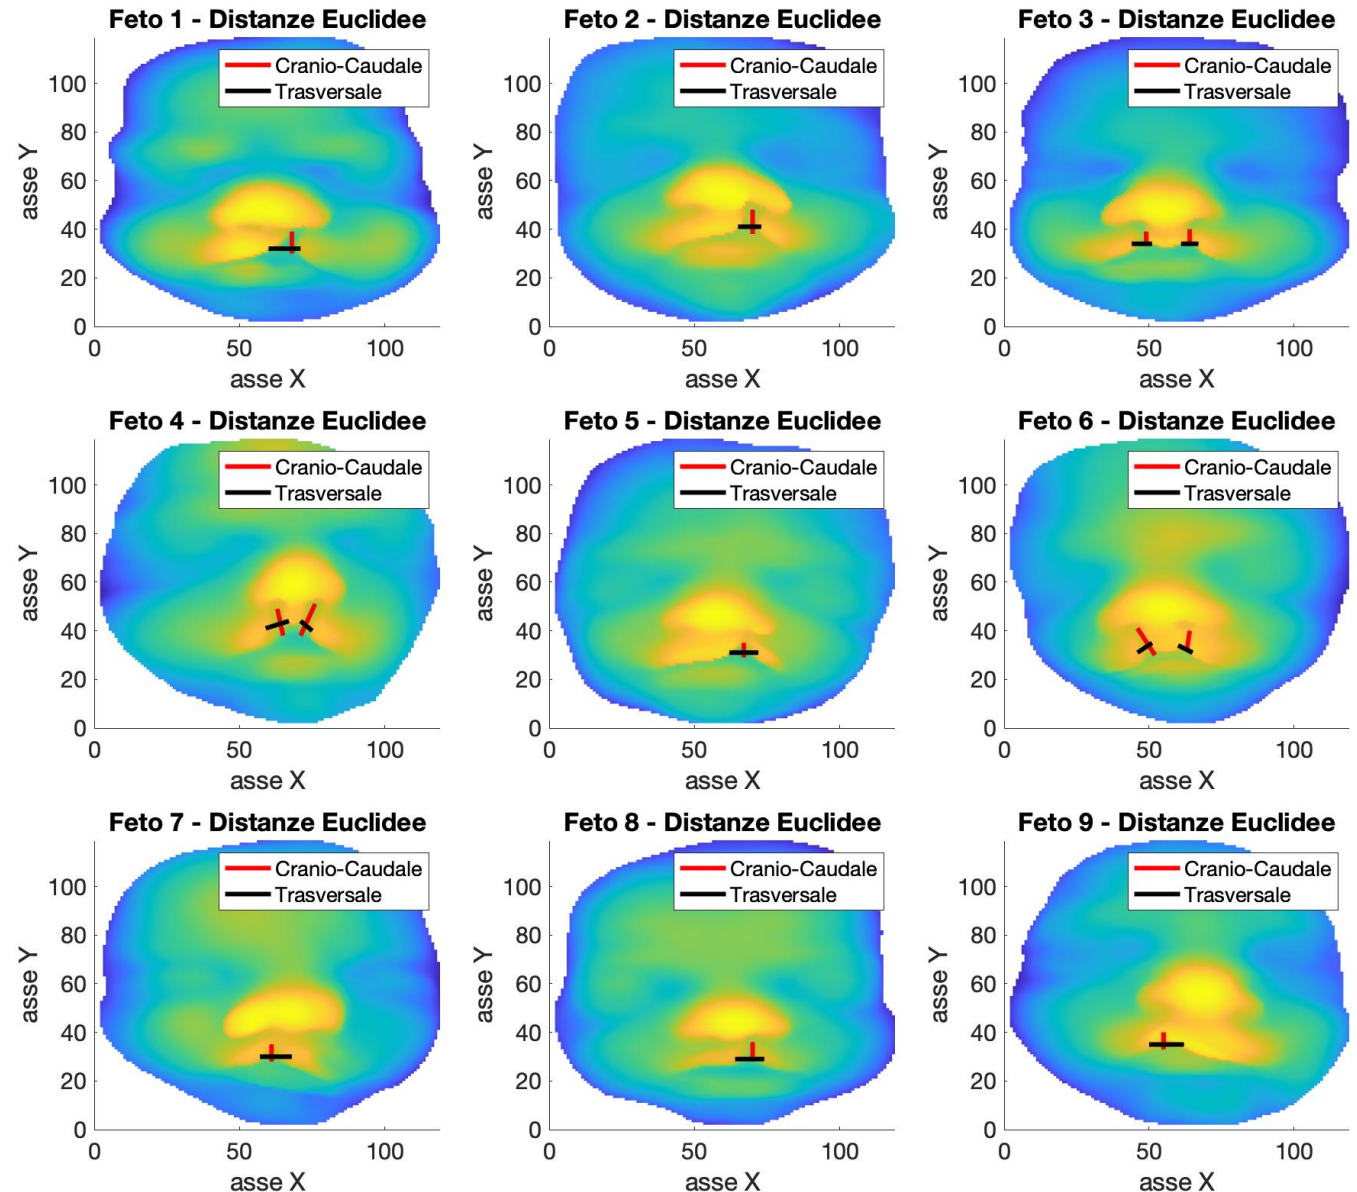 Feto 1 - Distanze Euclidee
Cranio-Caudale
Trasversale
100
80
60
40
20
0
asse Y
0 50 100
asse X
Feto 2 - Distanze Euclidee
Cranio-Caudale
Trasversale
100
80
60
40
20
0
asse Y
0 50 100
asse X
Feto 3 - Distanze Euclidee
Cranio-Caudale
Trasversale
100
80
60
40
20
0
asse Y
0 50 100
asse X
Feto 4 - Distanze Euclidee
Cranio-Caudale
Trasversale
100
80
60
40
20
0
asse Y
0 50 100
asse X
Feto 5 - Distanze Euclidee
Cranio-Caudale
Trasversale
100
80
60
40
20
0
asse Y
0 50 100
asse X
Feto 6 - Distanze Euclidee
Cranio-Caudale
Trasversale
100
80
60
40
20
0
asse Y
0 50 100
asse X
Feto 7 - Distanze Euclidee
Cranio-Caudale
Trasversale
100
80
60
40
20
0
asse Y
0 50 100
asse X
Feto 8 - Distanze Euclidee
Cranio-Caudale
Trasversale
100
80
60
40
20
0
asse Y
0 50 100
asse X
Feto 9 - Distanze Euclidee
Cranio-Caudale
Trasversale
100
80
60
40
20
0
asse Y
0 50 100
asse X